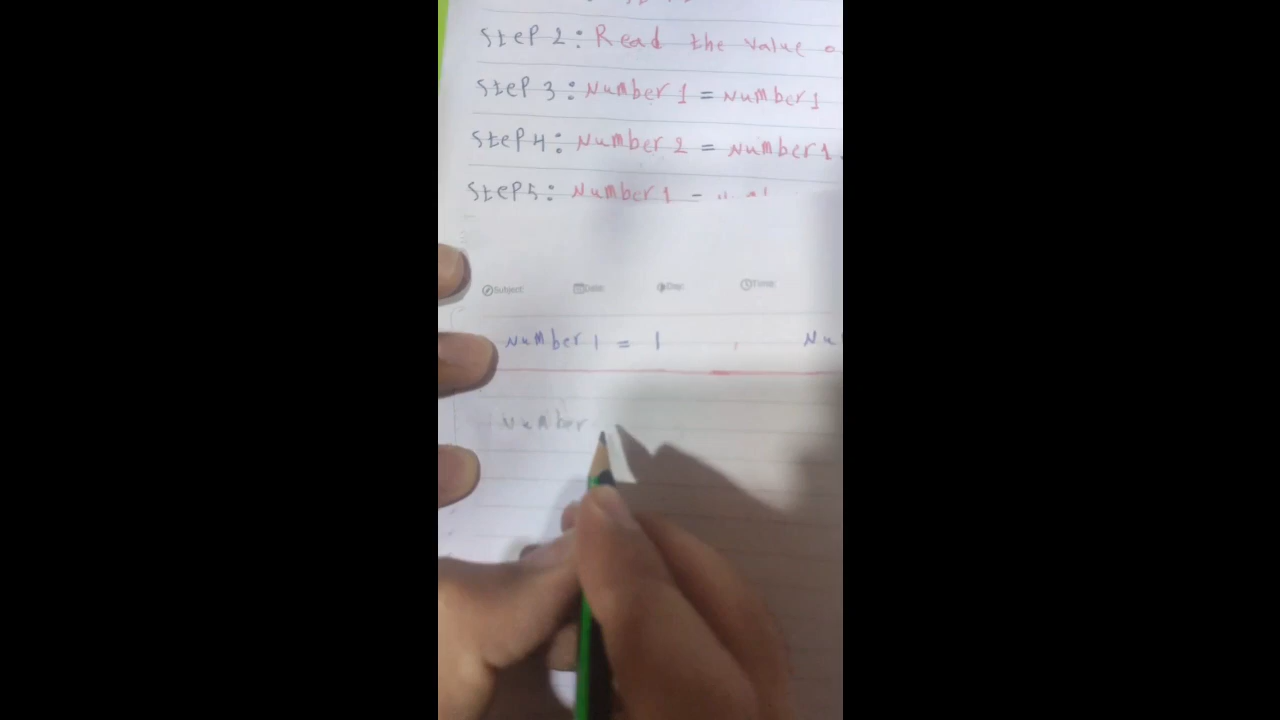 Step 2: Read the value
Step 3: Number 1 = Number 1
Step 4: Number 2 = Number 1
Step 5: Number 1 =
Subject: Date: Day: Time:
Number 1 = 1 Nu
Number